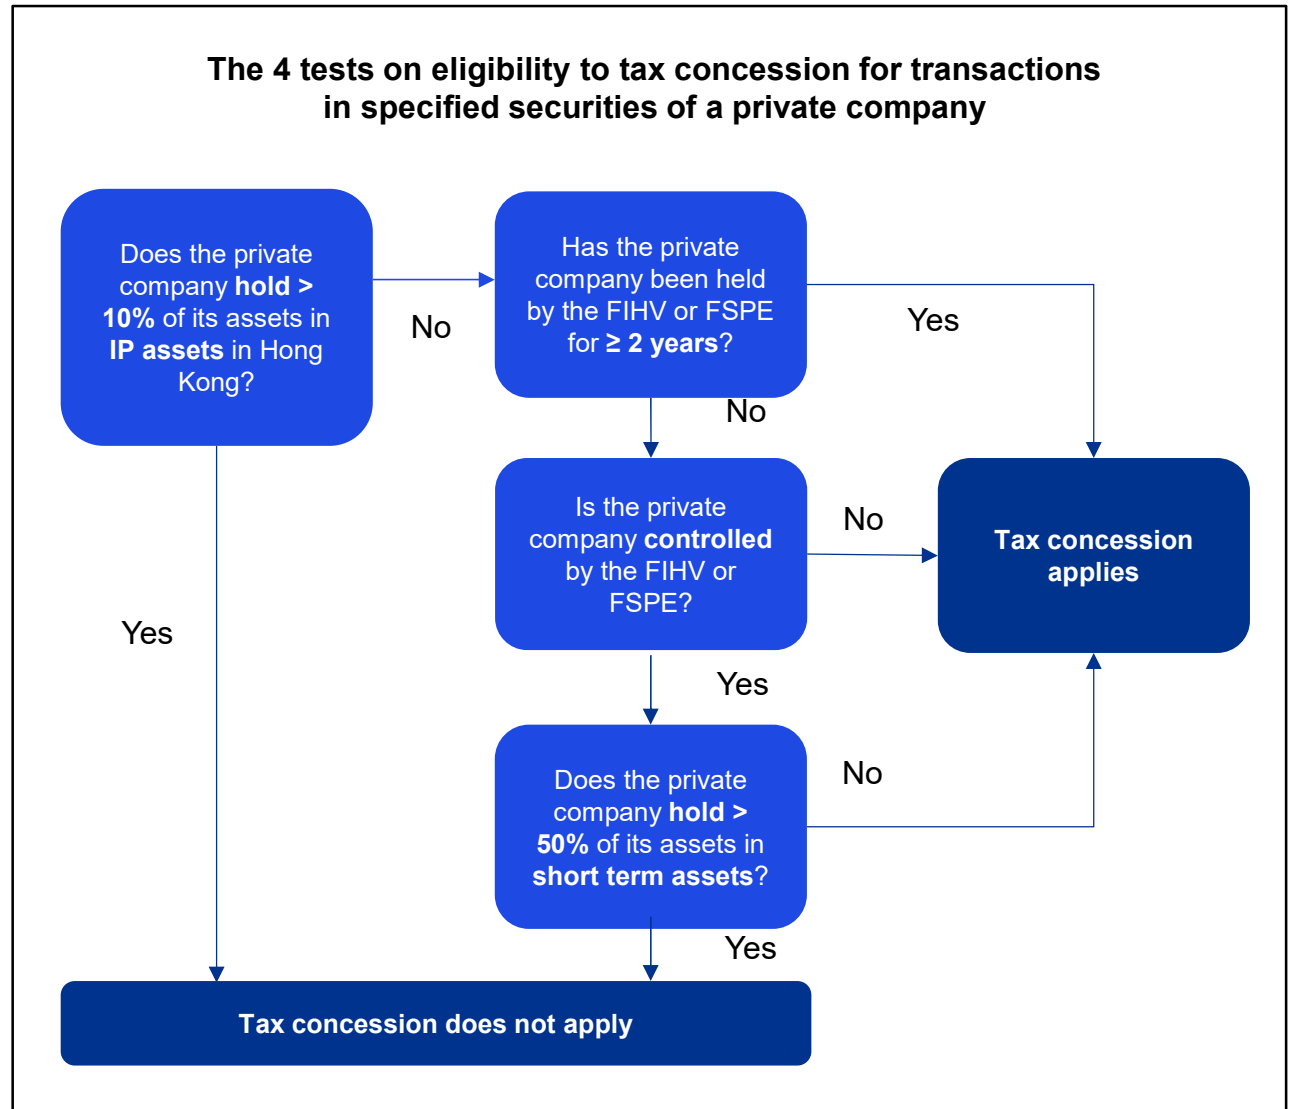 The 4 tests on eligibility to tax concession for transactions
in specified securities of a private company
Does the private
company hold >
10% of its assets in
IP assets in Hong
Kong?
No
Has the private
company been held
by the FIHV or FSPE
for ≥ 2 years?
Yes
No
Is the private
company controlled
by the FIHV or
FSPE?
No
Tax concession
applies
Yes
Yes
Does the private
company hold >
50% of its assets in
short term assets?
No
Yes
Tax concession does not apply